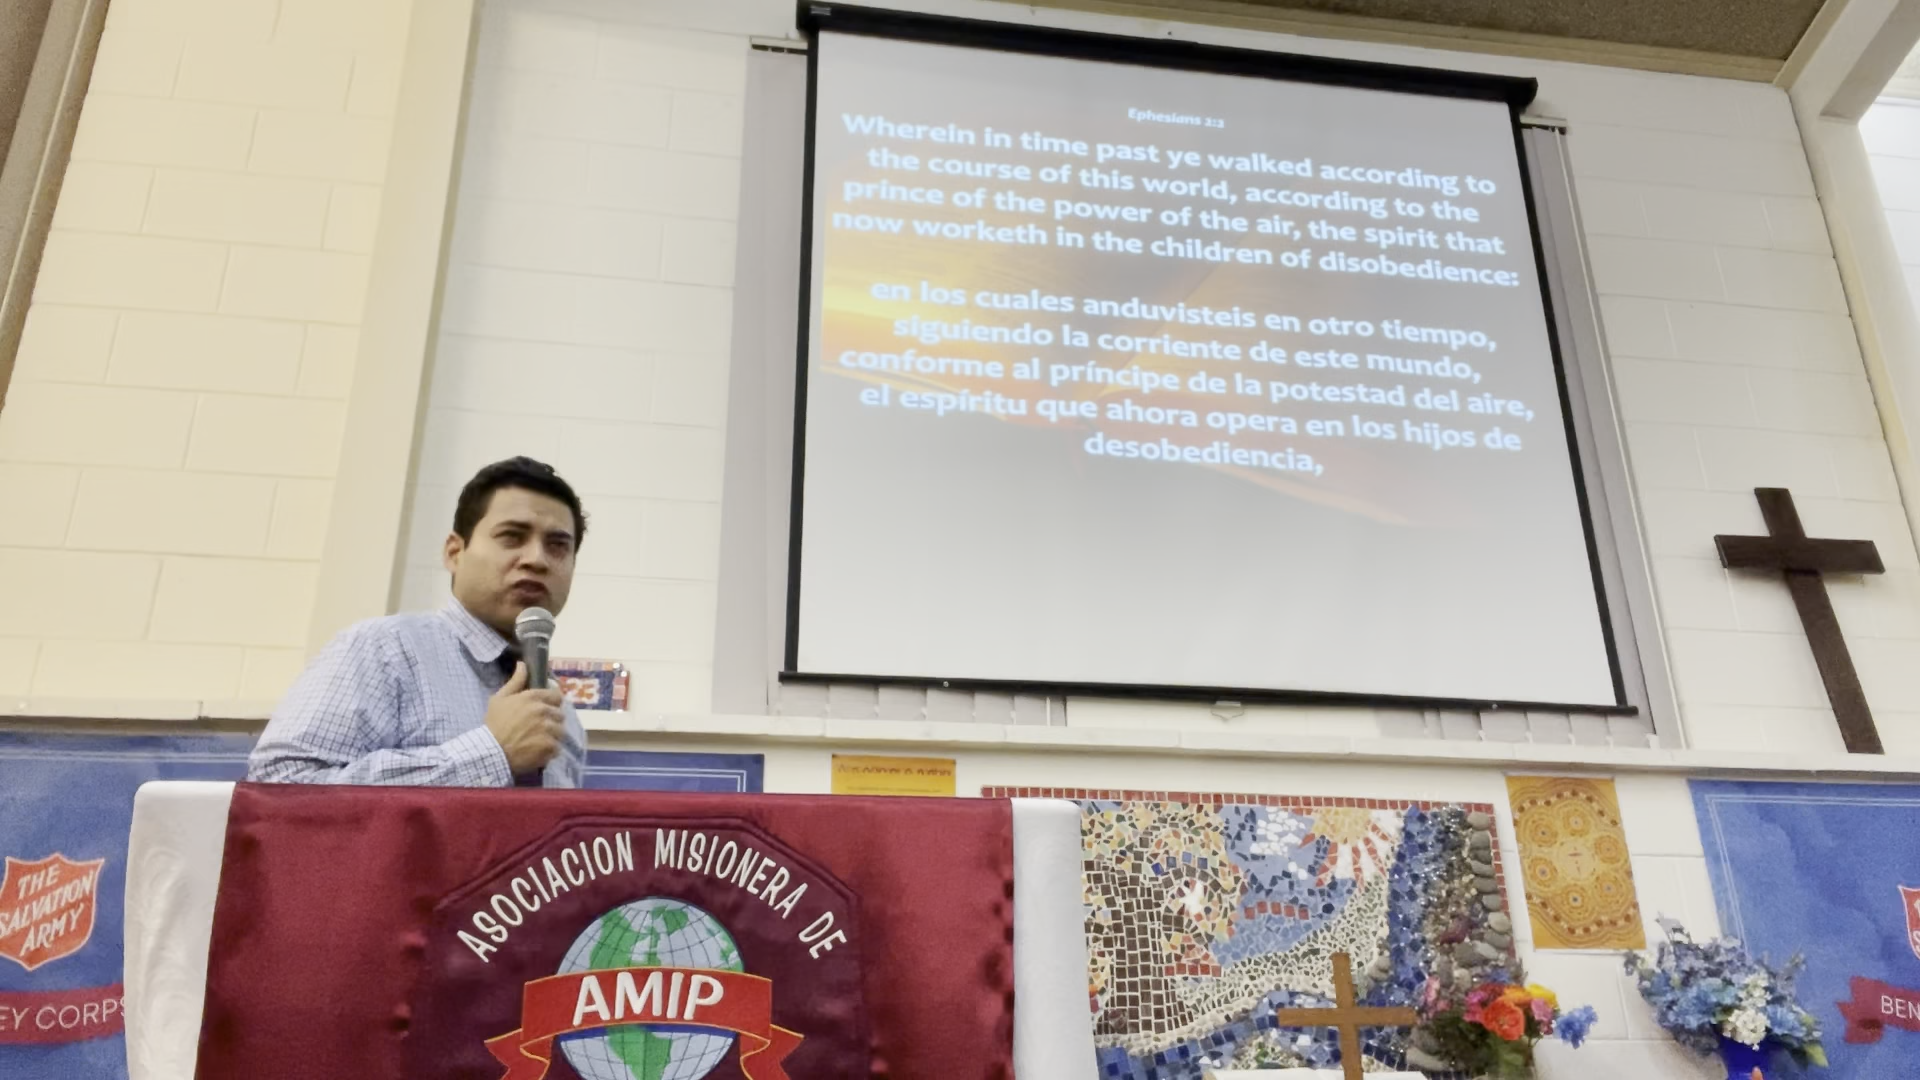 Ephesians 2:2
Wherein in time past ye walked according to
the course of this world, according to the
prince of the power of the air, the spirit that
now worketh in the children of disobedience:
en los cuales anduvisteis en otro tiempo,
siguiendo la corriente de este mundo,
conforme al príncipe de la potestad del aire,
el espíritu que ahora opera en los hijos de
desobediencia,
THE
SALVATION
ARMY
EY CORPS
ASOCIACION MISIONERA DE
AMIP
BEN